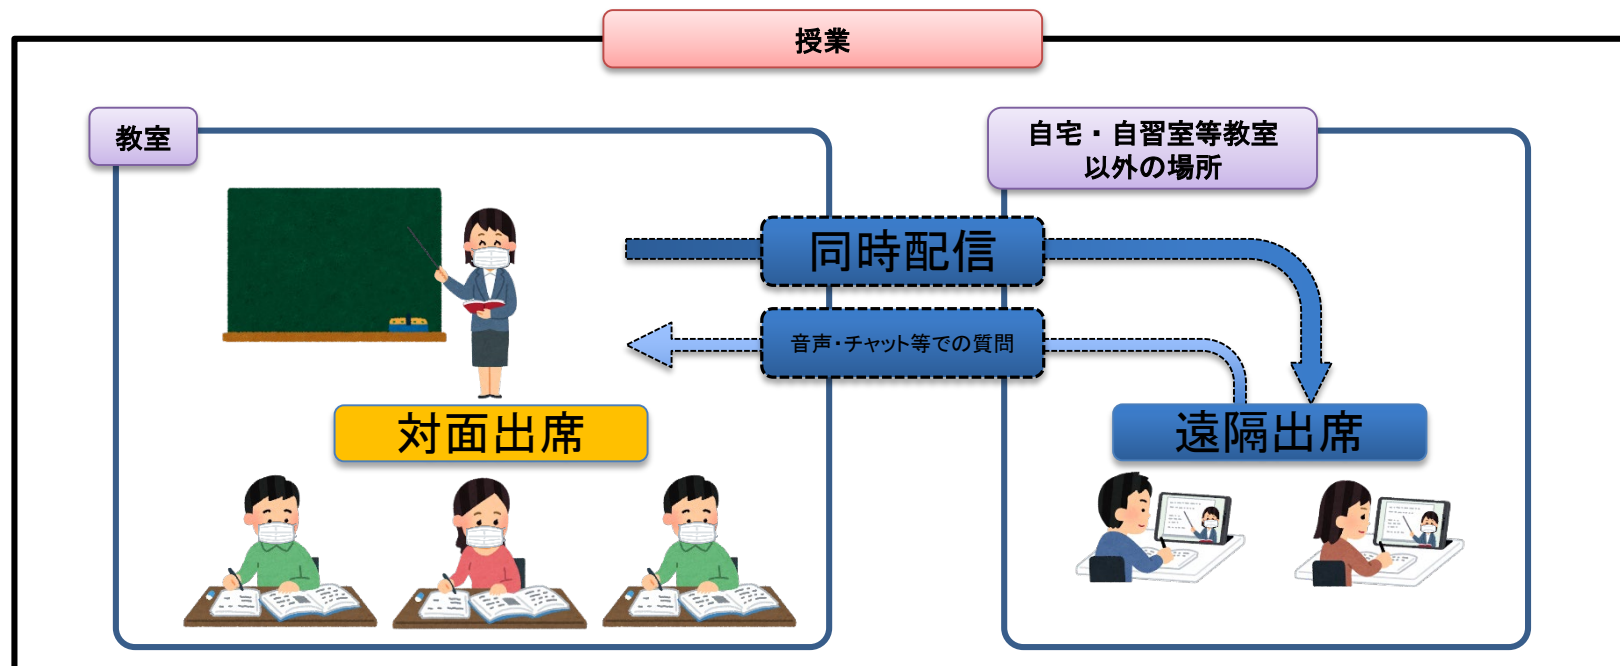 授業
教室
自宅・自習室等教室
以外の場所
同時配信
音声・チャット等での質問
対面出席
遠隔出席